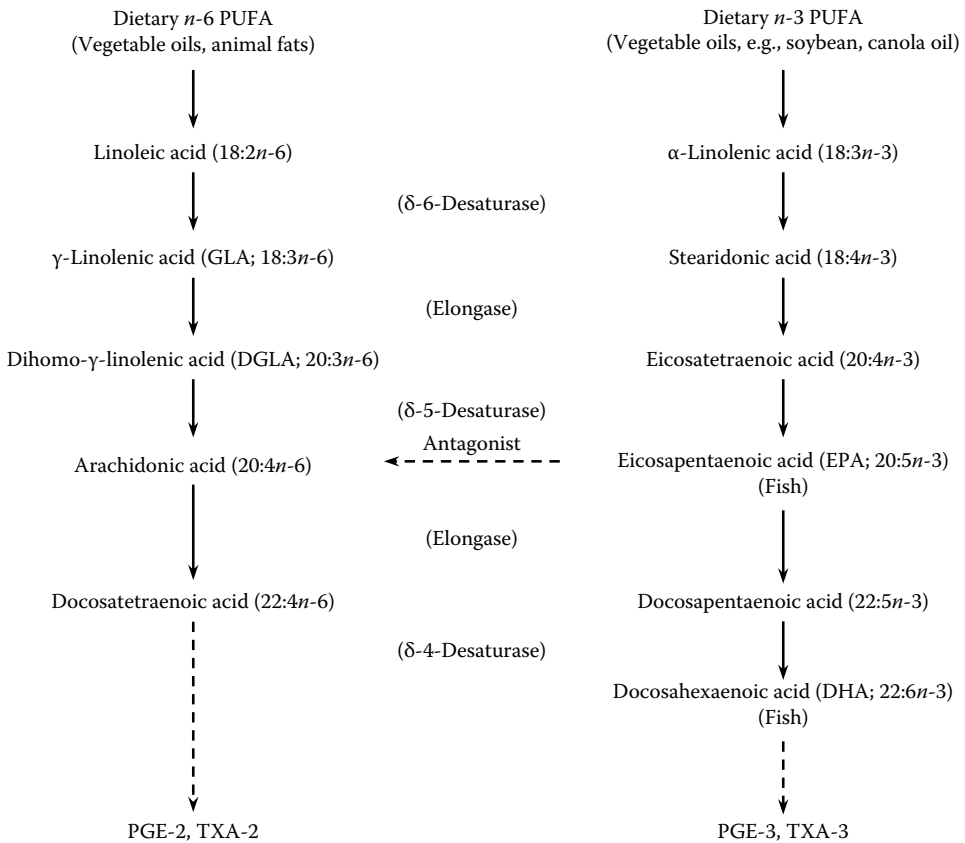 Dietary n-6 PUFA
(Vegetable oils, animal fats)
Dietary n-3 PUFA
(Vegetable oils, e.g., soybean, canola oil)
Linoleic acid (18:2n-6)
α-Linolenic acid (18:3n-3)
(δ-6-Desaturase)
γ-Linolenic acid (GLA; 18:3n-6)
Stearidonic acid (18:4n-3)
(Elongase)
Dihomo-γ-linolenic acid (DGLA; 20:3n-6)
Eicosatetraenoic acid (20:4n-3)
(δ-5-Desaturase)
Antagonist
Arachidonic acid (20:4n-6)
Eicosapentaenoic acid (EPA; 20:5n-3)
(Fish)
(Elongase)
Docosatetraenoic acid (22:4n-6)
Docosapentaenoic acid (22:5n-3)
(δ-4-Desaturase)
Docosahexaenoic acid (DHA; 22:6n-3)
(Fish)
PGE-2, TXA-2
PGE-3, TXA-3